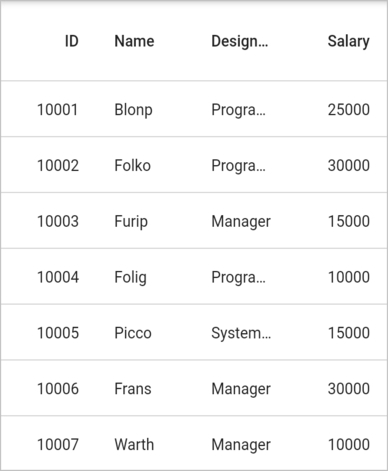 ID Name Design... Salary
10001 Blonp Progra... 25000
10002 Folko Progra... 30000
10003 Furip Manager 15000
10004 Folig Progra... 10000
10005 Picco System... 15000
10006 Frans Manager 30000
10007 Warth Manager 10000